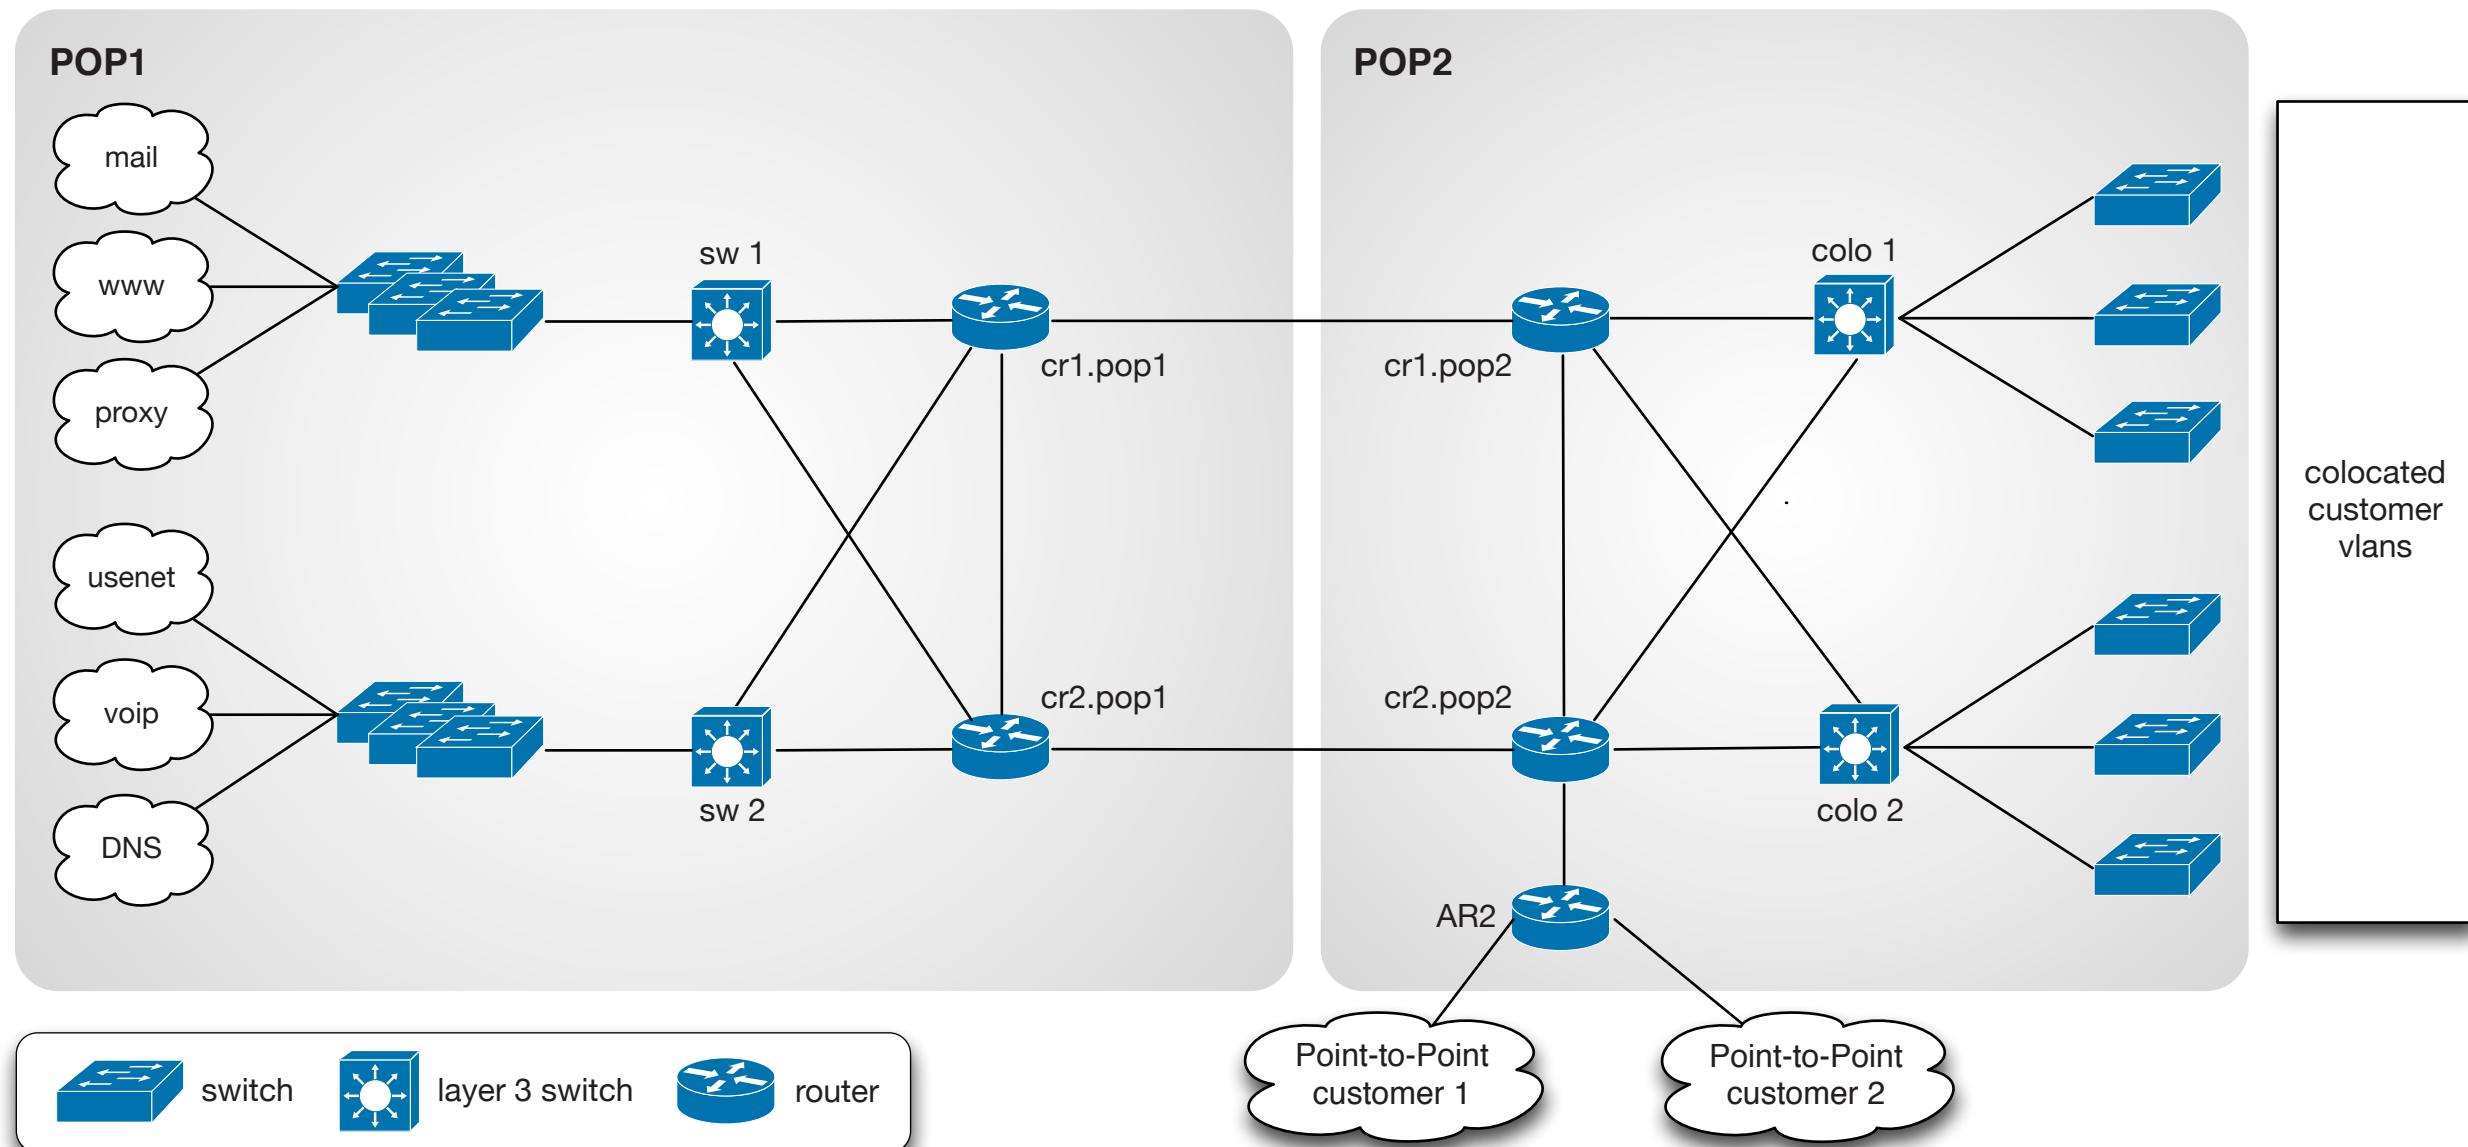 POP1
POP2
mail
www
proxy
usenet
voip
DNS
sw 1
sw 2
cr1.pop1
cr2.pop1
cr1.pop2
cr2.pop2
colo 1
colo 2
AR2
colocated
customer
vlans
Point-to-Point
customer 1
Point-to-Point
customer 2
switch
layer 3 switch
router